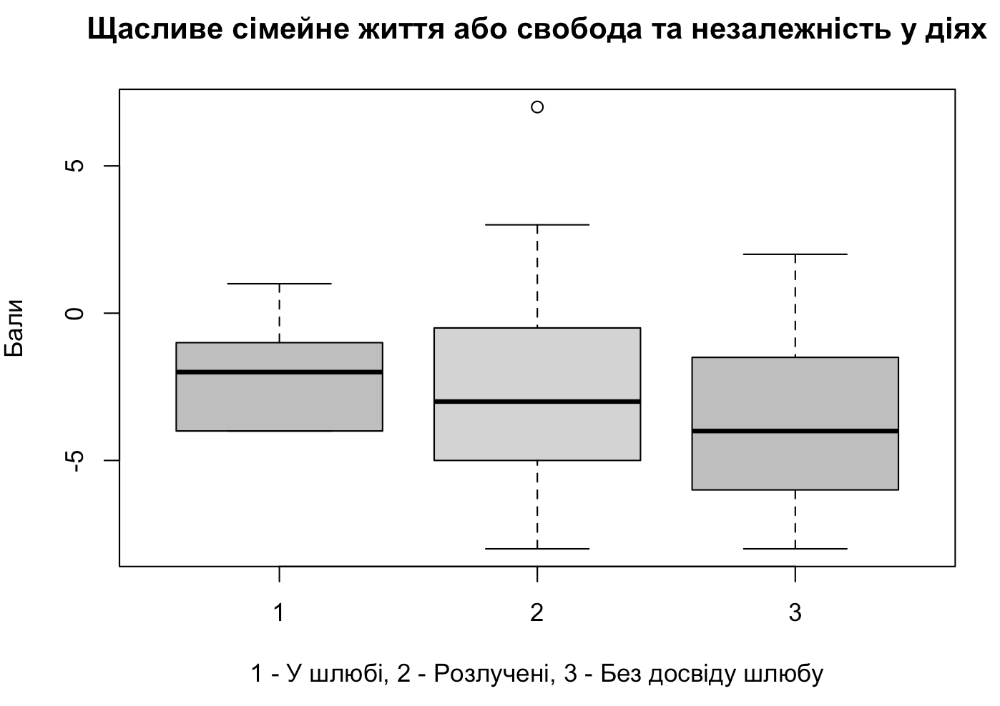 Щасливе сімейне життя або свобода та незалежність у діях
Бали
5
0
-5
1
2
3
1 - У шлюбі, 2 - Розлучені, 3 - Без досвіду шлюбу